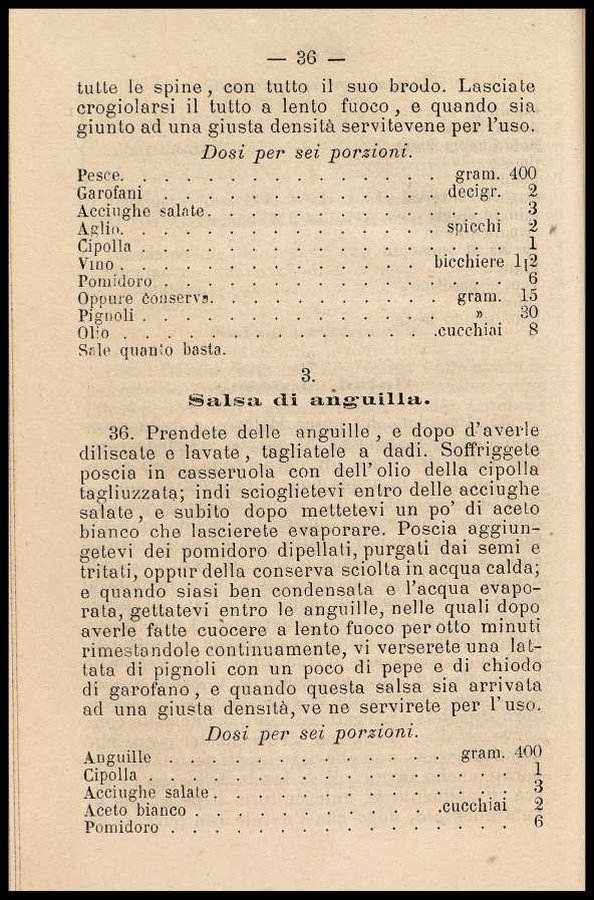 — 36 —
tutte le spine, con tutto il suo brodo. Lasciate
crogiolarsi il tutto a lento fuoco, e quando sia
giunto ad una giusta densità servitevene per l'uso.
Dosi per sei porzioni.
Pesce. . . . . . . . . . . . . . . gram. 400
Garofani . . . . . . . . . . . . . decigr. 2
Acciughe salate. . . . . . . . . . . . . . 3
Aglio. . . . . . . . . . . . . . . spicchi 2
Cipolla . . . . . . . . . . . . . . . . . 1
Vino . . . . . . . . . . . . . . bicchiere 1|2
Pomidoro . . . . . . . . . . . . . . . . . 6
Oppure conserva. . . . . . . . . . gram. 15
Pignoli . . . . . . . . . . . . . . » 30
Olio . . . . . . . . . . . . . . .cucchiai 8
Sale quanto basta.
3.
Salsa di anguilla.
36. Prendete delle anguille, e dopo d'averle
diliscate e lavate, tagliatele a dadi. Soffriggete
poscia in casseruola con dell'olio della cipolla
tagliuzzata; indi scioglietevi entro delle acciughe
salate, e subito dopo mettetevi un po' di aceto
bianco che lascierete evaporare. Poscia aggiun-
getevi dei pomidoro dipellati, purgati dai semi e
tritati, oppur della conserva sciolta in acqua calda;
e quando siasi ben condensata e l'acqua evapo-
rata, gettatevi entro le anguille, nelle quali dopo
averle fatte cuocere a lento fuoco per otto minuti
rimestandole continuamente, vi verserete una lat-
tata di pignoli con un poco di pepe e di chiodo
di garofano, e quando questa salsa sia arrivata
ad una giusta densità, ve ne servirete per l'uso.
Dosi per sei porzioni.
Anguille . . . . . . . . . . . . . gram. 400
Cipolla . . . . . . . . . . . . . . . . . 1
Acciughe salate. . . . . . . . . . . . . . 3
Aceto bianco . . . . . . . . . . .cucchiai 2
Pomidoro . . . . . . . . . . . . . . . . . 6